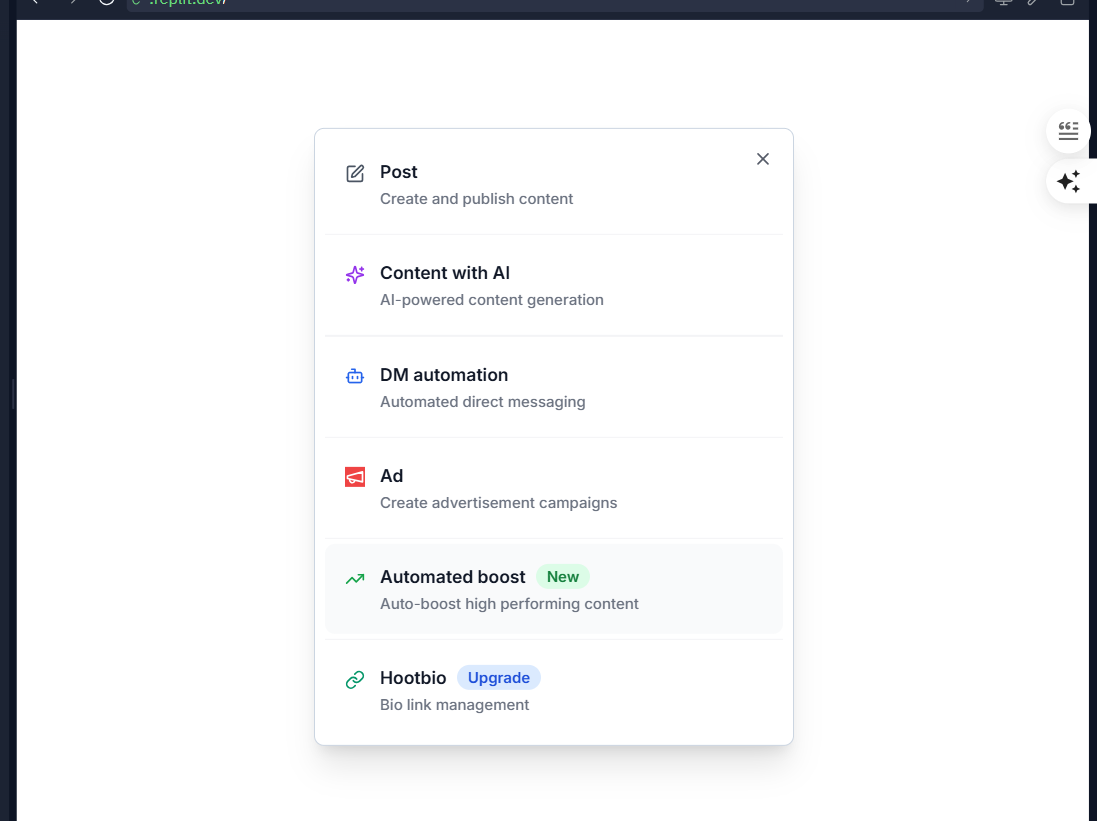 .replit.dev/
Post
Create and publish content
Content with AI
AI-powered content generation
DM automation
Automated direct messaging
Ad
Create advertisement campaigns
Automated boost New
Auto-boost high performing content
Hootbio Upgrade
Bio link management